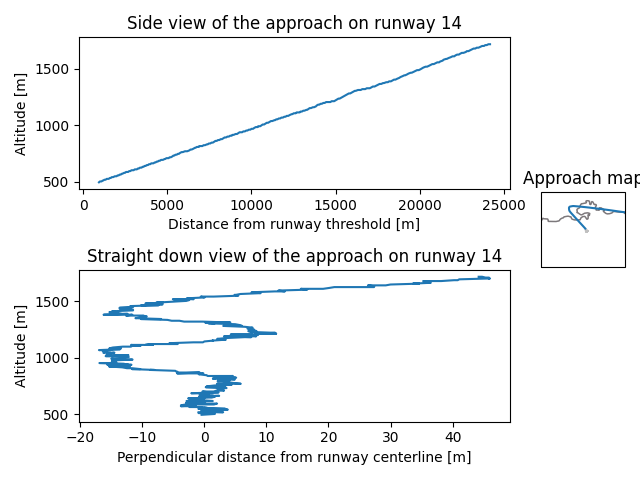 Side view of the approach on runway 14
Altitude [m]
1500
1000
500
0
5000
10000
15000
20000
25000
Distance from runway threshold [m]
Approach map
Straight down view of the approach on runway 14
Altitude [m]
1500
1000
500
−20
−10
0
10
20
30
40
Perpendicular distance from runway centerline [m]